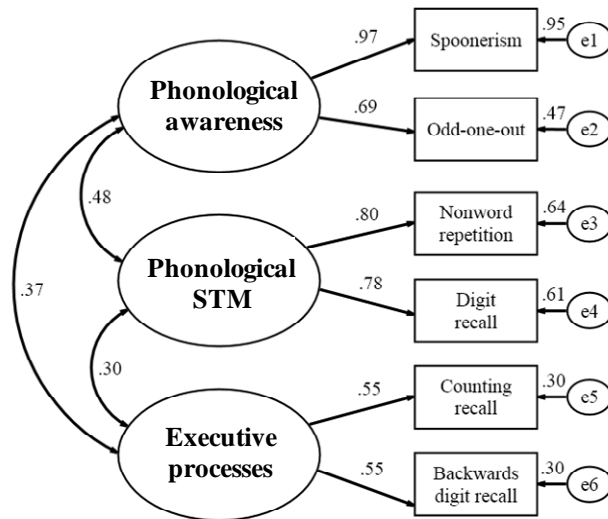 .97
Spoonerism
.95
e1
Phonological
awareness
.69
Odd-one-out
.47
e2
.48
.80
Nonword
repetition
.64
e3
Phonological
STM
.37
.78
Digit
recall
.61
e4
.30
.55
Counting
recall
.30
e5
Executive
processes
.55
Backwards
digit recall
.30
e6